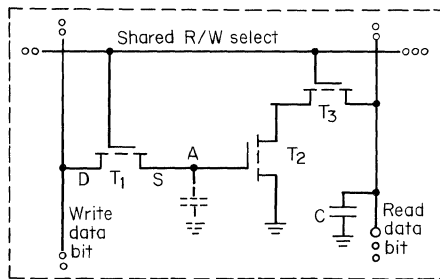 Shared R/W select
T3
A
T2
D
T1
S
Write
data
bit
C
Read
data
bit